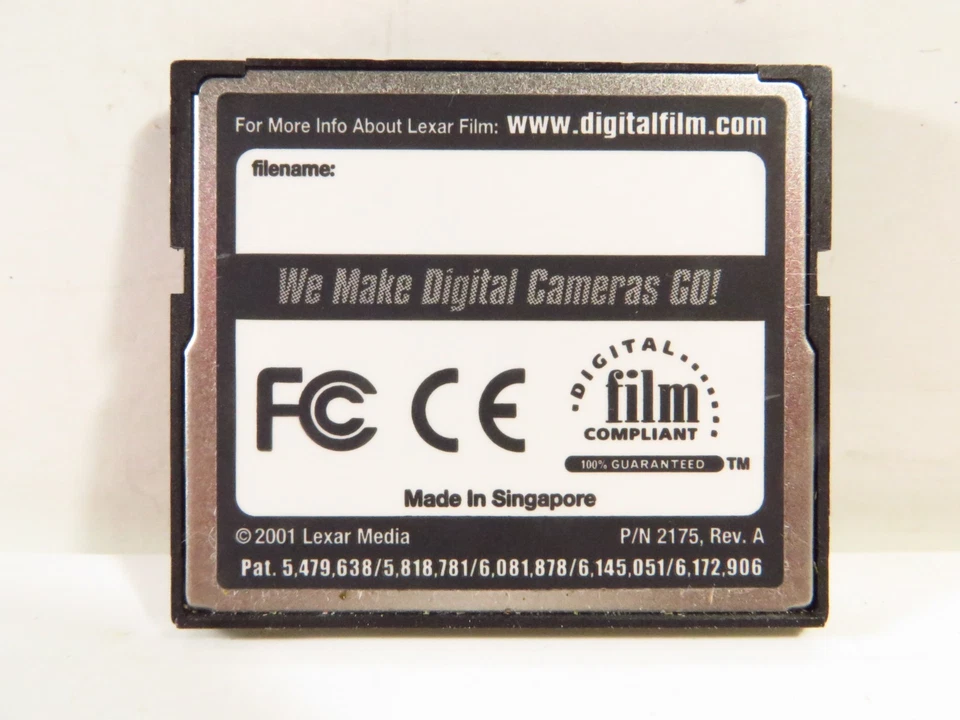 For More Info About Lexar Film: www.digitalfilm.com
filename:
We Make Digital Cameras GO!
FC CE
DIGITAL
film
COMPLIANT
100% GUARANTEED TM
Made In Singapore
©2001 Lexar Media P/N 2175, Rev. A
Pat. 5,479,638/5,818,781/6,081,878/6,145,051/6,172,906